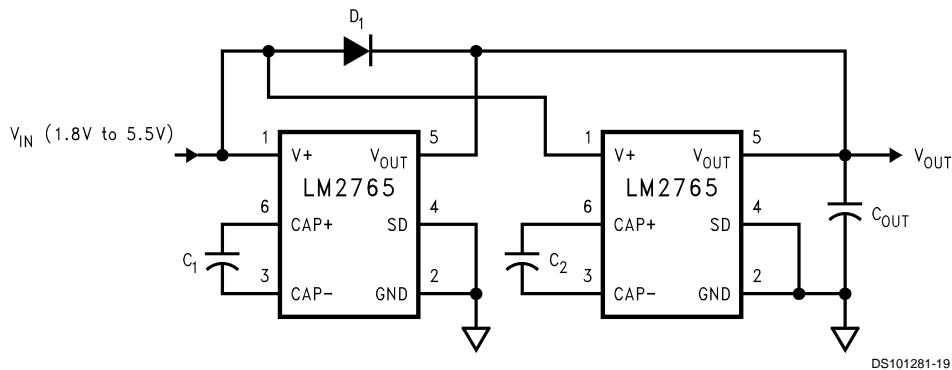 D1
VIN (1.8V to 5.5V)
1 V+ VOUT 5
LM2765
6 CAP+ SD 4
C1
3 CAP− GND 2
1 V+ VOUT 5
LM2765
6 CAP+ SD 4
C2
3 CAP− GND 2
VOUT
COUT
DS101281-19